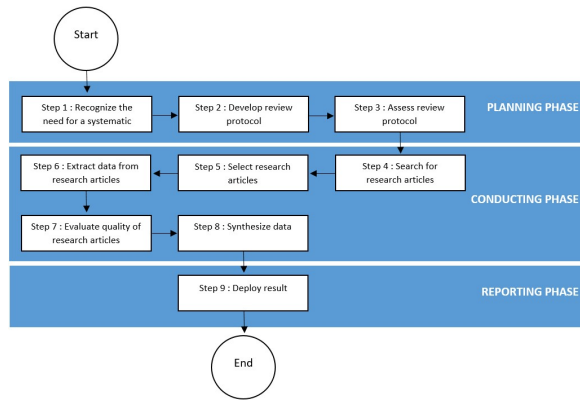 Start
Step 1 : Recognize the
need for a systematic
Step 2 : Develop review
protocol
Step 3 : Assess review
protocol
PLANNING PHASE
Step 4 : Search for
research articles
Step 5 : Select research
articles
Step 6 : Extract data from
research articles
CONDUCTING PHASE
Step 7 : Evaluate quality of
research articles
Step 8 : Synthesize data
Step 9 : Deploy result
REPORTING PHASE
End